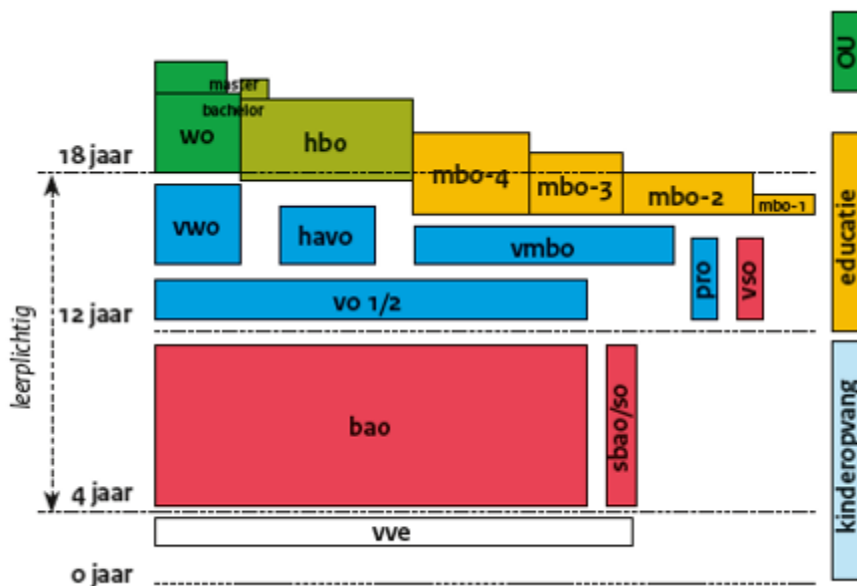 OU
master
bachelor
wo
hbo
18 jaar
mbo-4
mbo-3
mbo-2
mbo-1
vwo
havo
vmbo
pro
vso
educatie
vo 1/2
12 jaar
leerplichtig
bao
sbao/so
kinderopvang
4 jaar
vve
0 jaar